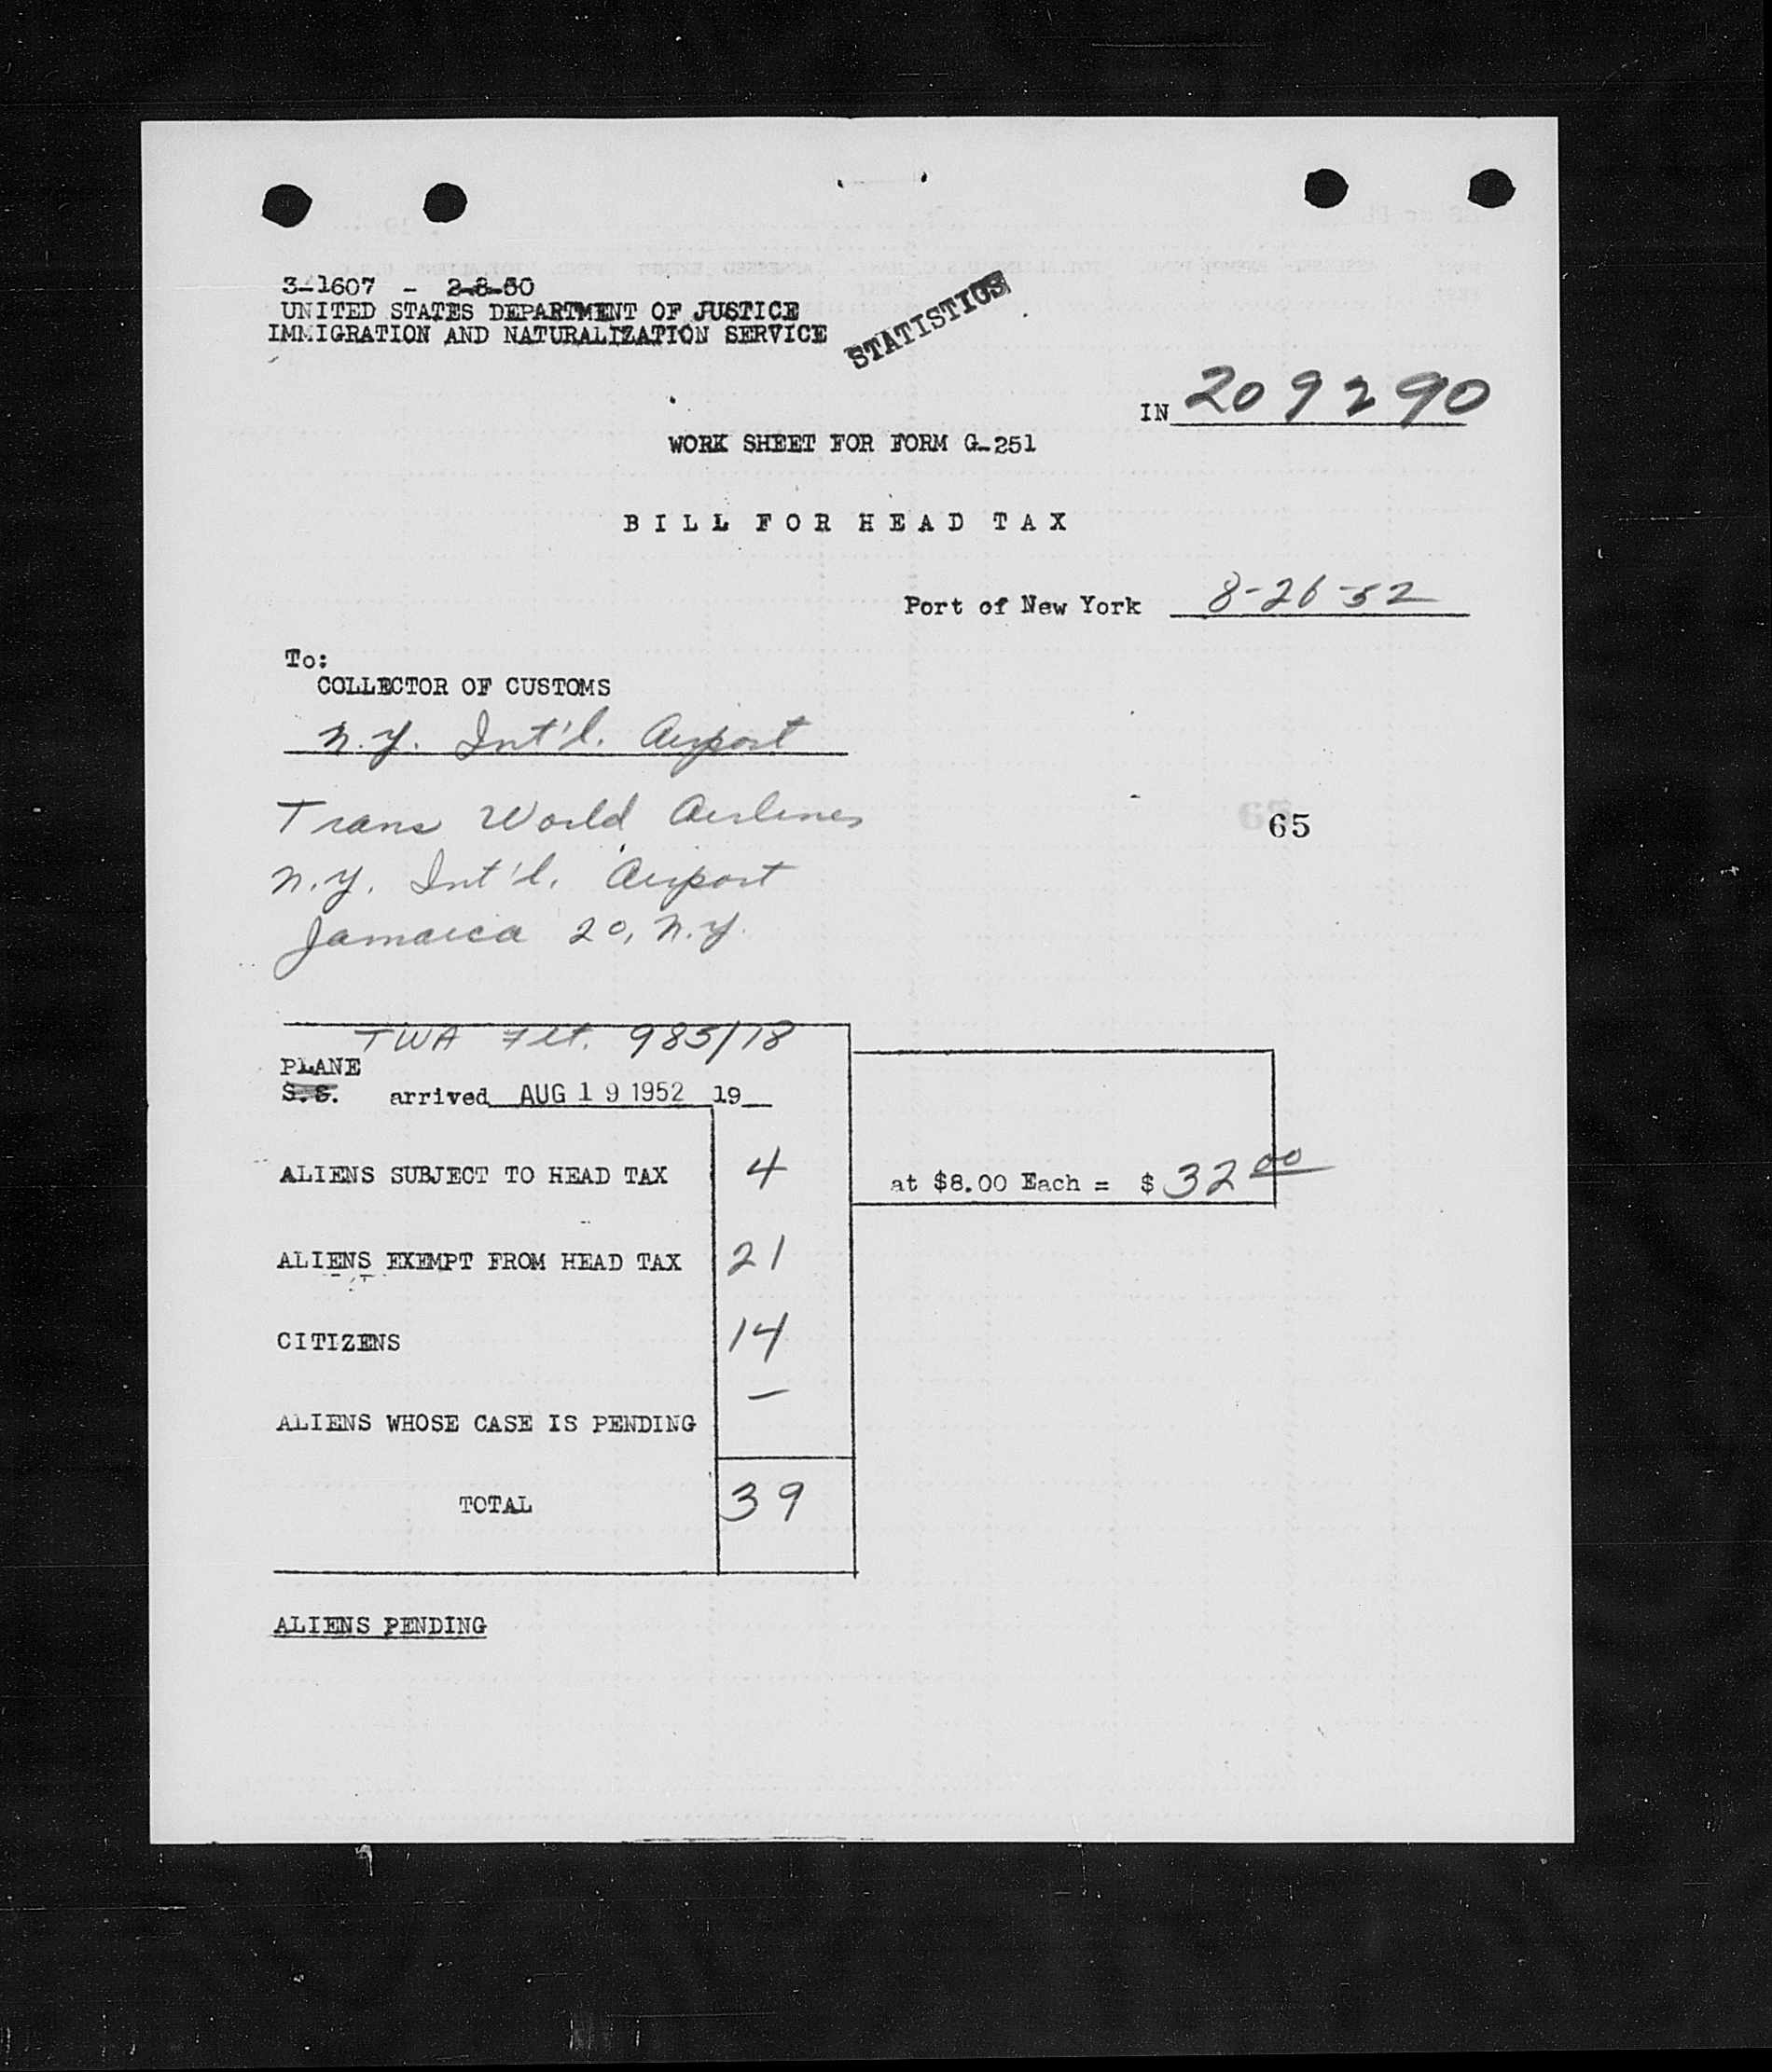 3-1607 - 2-8-50
UNITED STATES DEPARTMENT OF JUSTICE
IMMIGRATION AND NATURALIZATION SERVICE
STATISTICS
IN 209290
WORK SHEET FOR FORM G-251
BILL FOR HEAD TAX
Port of New York 8-26-52
To:
COLLECTOR OF CUSTOMS
N.Y. Int'l. Airport
Trans World Airlines
65
N.Y. Int'l. Airport
Jamaica 20, N.Y.
TWA Flt. 985/18
PLANE
S.S. arrived AUG 19 1952 19
ALIENS SUBJECT TO HEAD TAX 4 at $8.00 Each = $ 32 00
ALIENS EXEMPT FROM HEAD TAX 21
CITIZENS 14
ALIENS WHOSE CASE IS PENDING —
TOTAL 39
ALIENS PENDING